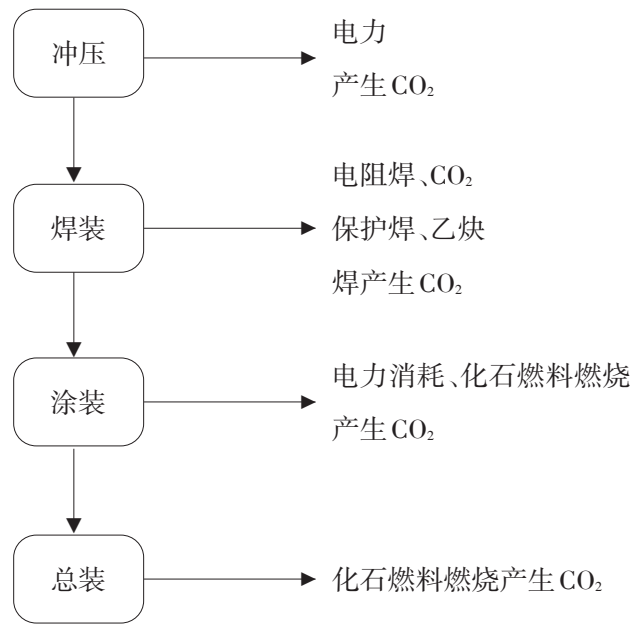 冲压
电力
产生CO₂
焊装
电阻焊、CO₂
保护焊、乙炔
焊产生CO₂
涂装
电力消耗、化石燃料燃烧
产生CO₂
总装
化石燃料燃烧产生CO₂